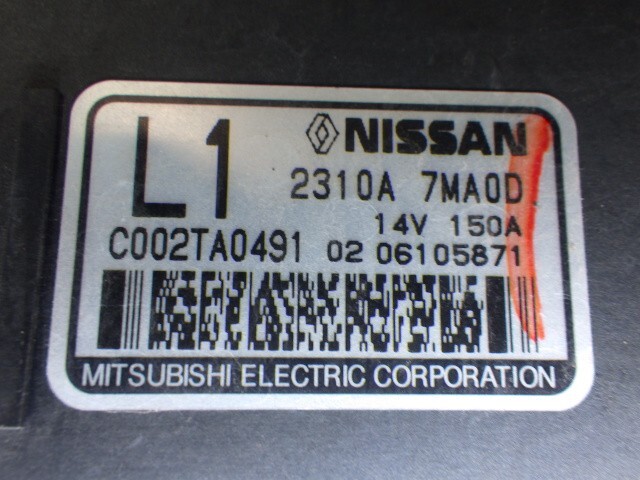 L1
NISSAN
2310A 7MA0D
14V 150A
C002TA0491 02 06105871
MITSUBISHI ELECTRIC CORPORATION